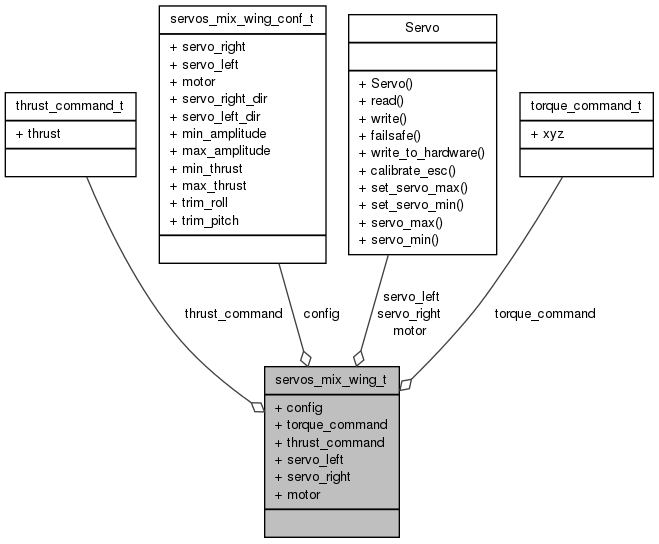 servos_mix_wing_conf_t
+ servo_right
+ servo_left
+ motor
+ servo_right_dir
+ servo_left_dir
+ min_amplitude
+ max_amplitude
+ min_thrust
+ max_thrust
+ trim_roll
+ trim_pitch
Servo
+ Servo()
+ read()
+ write()
+ failsafe()
+ write_to_hardware()
+ calibrate_esc()
+ set_servo_max()
+ set_servo_min()
+ servo_max()
+ servo_min()
thrust_command_t
+ thrust
torque_command_t
+ xyz
thrust_command
config
servo_left
servo_right
motor
torque_command
servos_mix_wing_t
+ config
+ torque_command
+ thrust_command
+ servo_left
+ servo_right
+ motor